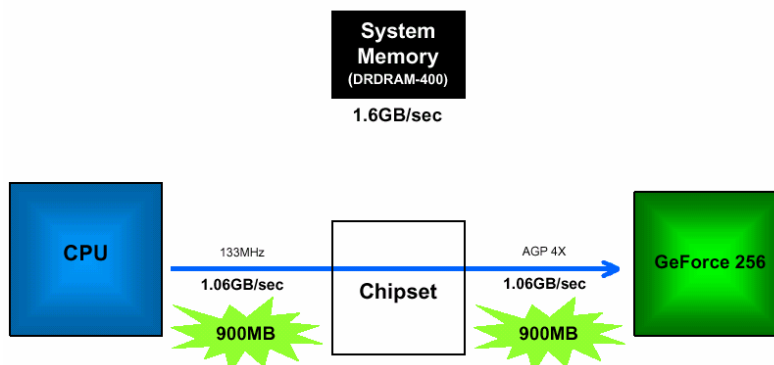 System
Memory
(DRDRAM-400)
1.6GB/sec
CPU
133MHz
1.06GB/sec
900MB
Chipset
AGP 4X
1.06GB/sec
900MB
GeForce 256